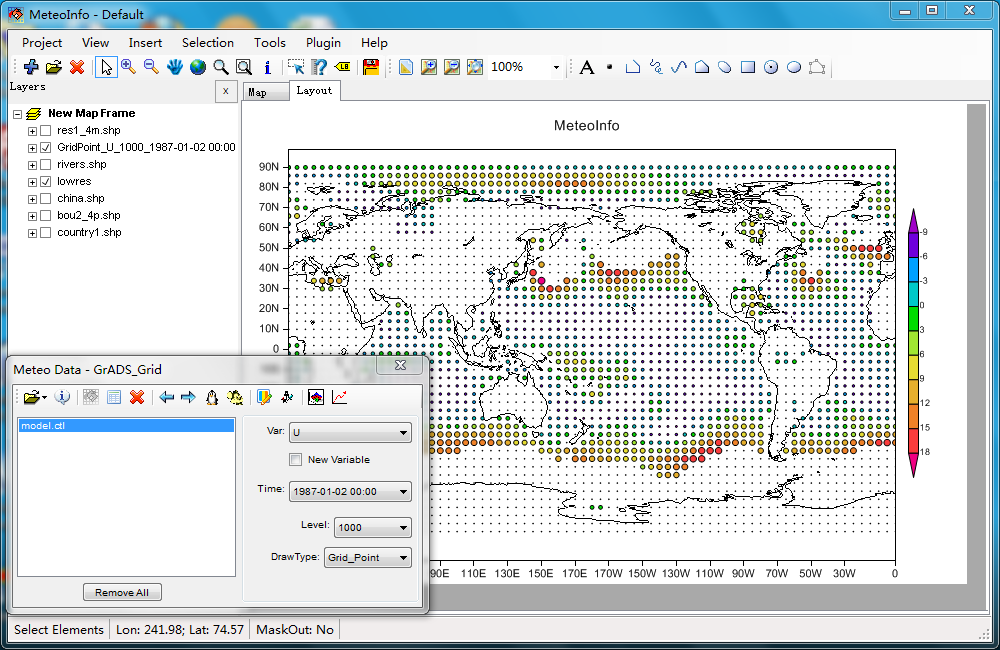 MeteoInfo - Default
Project View Insert Selection Tools Plugin Help
100%
Layers
x
Map
Layout
New Map Frame
res1_4m.shp
GridPoint_U_1000_1987-01-02 00:00
rivers.shp
lowres
china.shp
bou2_4p.shp
country1.shp
MeteoInfo
90N
80N
70N
60N
50N
40N
30N
20N
10N
0
90E 110E 130E 150E 170E 170W 150W 130W 110W 90W 70W 50W 30W 0
-9
-6
-3
0
3
6
9
12
15
18
Meteo Data - GrADS_Grid
model.ctl
Remove All
Var: U
New Variable
Time: 1987-01-02 00:00
Level: 1000
DrawType: Grid_Point
Select Elements Lon: 241.98; Lat: 74.57 MaskOut: No